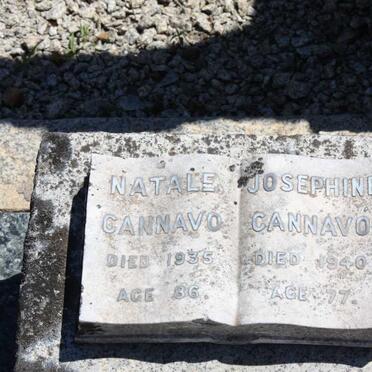 NATALE
CANNAVO
DIED 1935
AGE 86.
JOSEPHINE
CANNAVO
DIED 1940
AGE 77.